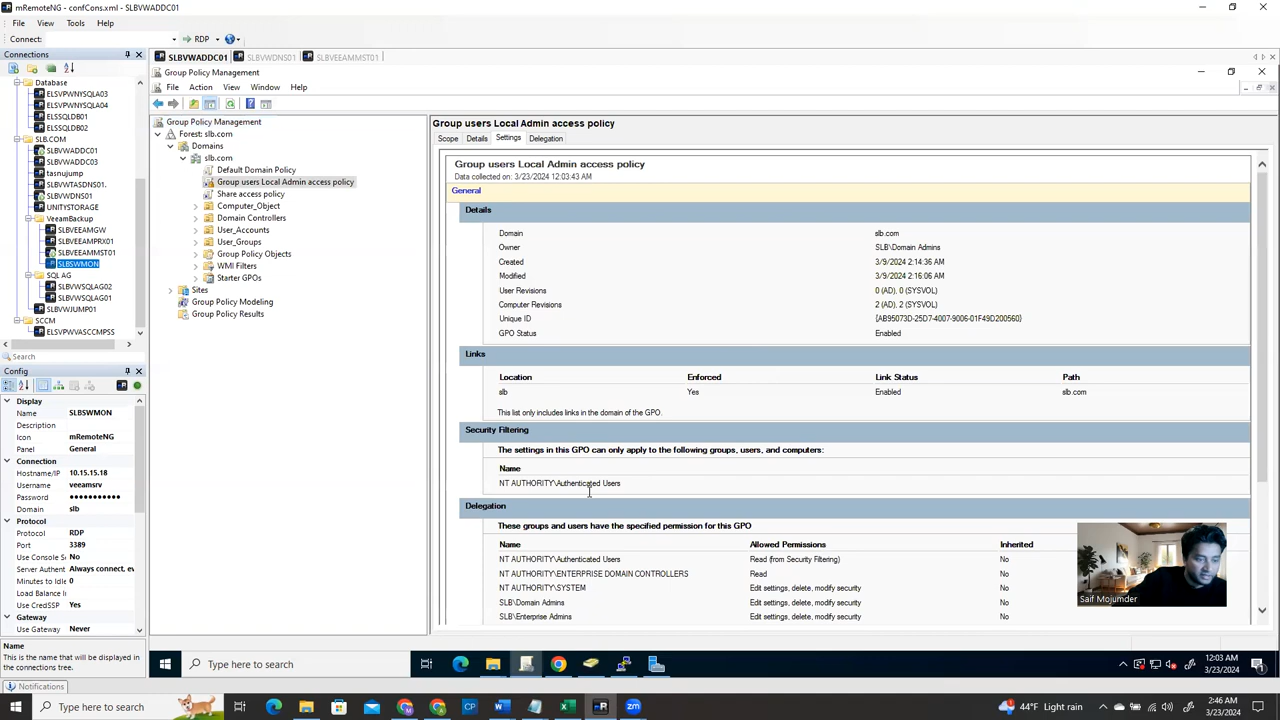 mRemoteNG - confCons.xml - SLBVWADDC01
File View Tools Help
Connect: RDP
Connections
Database
ELSVPWNYSQLA03
ELSVPWNYSQLA04
ELSSQLDB01
ELSSQLDB02
SLB.COM
SLBVWADDC01
SLBVWADDC03
tasnujump
SLBVWTASDNS01.
SLBVWDNS01
UNITYSTORAGE
VeeamBackup
SLBVEEAMGW
SLBVEEAMPRX01
SLBVEEAMMST01
SLBSWMON
SQL AG
SLBVWSQLAG02
SLBVWSQLAG01
SLBVWJUMP01
SCCM
ELSVPWVASCCMPSS
Search
Config
Display
Name SLBSWMON
Description
Icon mRemoteNG
Panel General
Connection
Hostname/IP 10.15.15.18
Username veeamsrv
Password ●●●●●●●●●●●
Domain slb
Protocol
Protocol RDP
Port 3389
Use Console S No
Server Authent Always connect, ev
Minutes to Idle 0
Load Balance In
Use CredSSP Yes
Gateway
Use Gateway Never
Name
This is the name that will be displayed in the connections tree.
Notifications
SLBVWADDC01 SLBVWDNS01 SLBVEEAMMST01
Group Policy Management
File Action View Window Help
Group Policy Management
Forest: slb.com
Domains
slb.com
Default Domain Policy
Group users Local Admin access policy
Share access policy
Computer_Object
Domain Controllers
User_Accounts
User_Groups
Group Policy Objects
WMI Filters
Starter GPOs
Sites
Group Policy Modeling
Group Policy Results
Group users Local Admin access policy
Scope Details Settings Delegation
Group users Local Admin access policy
Data collected on: 3/23/2024 12:03:43 AM
General
Details
Domain slb.com
Owner SLB\Domain Admins
Created 3/9/2024 2:14:36 AM
Modified 3/9/2024 2:16:06 AM
User Revisions 0 (AD), 0 (SYSVOL)
Computer Revisions 2 (AD), 2 (SYSVOL)
Unique ID {AB95073D-25D7-4007-9006-01F49D200560}
GPO Status Enabled
Links
Location Enforced Link Status Path
slb Yes Enabled slb.com
This list only includes links in the domain of the GPO.
Security Filtering
The settings in this GPO can only apply to the following groups, users, and computers:
Name
NT AUTHORITY\Authenticated Users
Delegation
These groups and users have the specified permission for this GPO
Name Allowed Permissions Inherited
NT AUTHORITY\Authenticated Users Read (from Security Filtering) No
NT AUTHORITY\ENTERPRISE DOMAIN CONTROLLERS Read No
NT AUTHORITY\SYSTEM Edit settings, delete, modify security No
SLB\Domain Admins Edit settings, delete, modify security No
SLB\Enterprise Admins Edit settings, delete, modify security No
Saif Mojumder
Type here to search
12:03 AM
3/23/2024
Type here to search
44°F Light rain
2:46 AM
3/23/2024